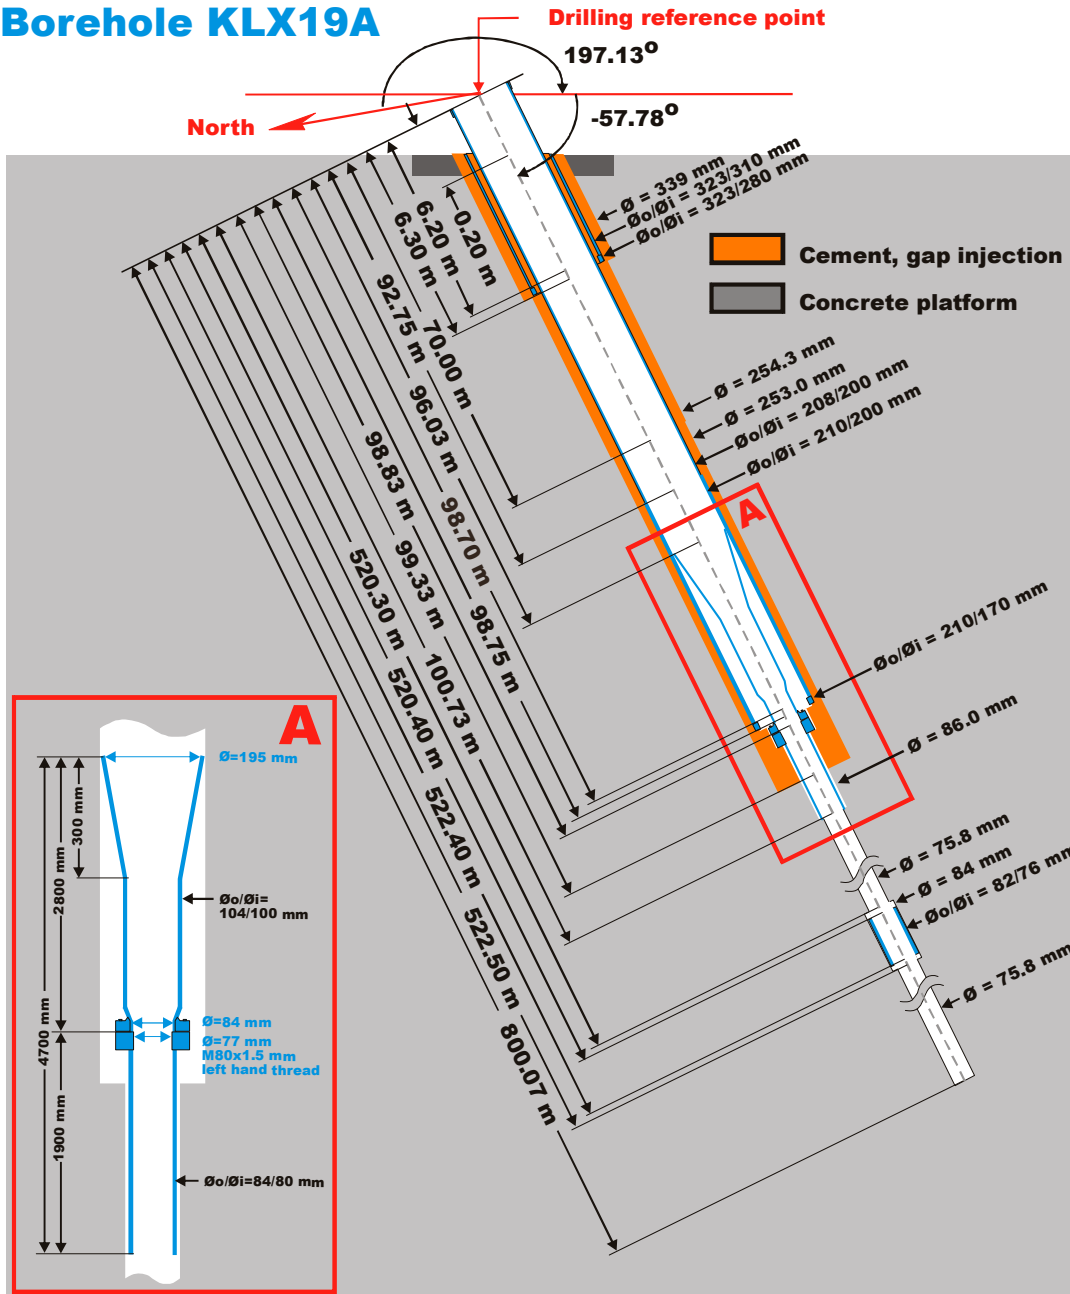 Borehole KLX19A
Drilling reference point
197.13º
-57.78º
North
Ø = 339 mm
Øo/Øi = 323/310 mm
Øo/Øi = 323/280 mm
Cement, gap injection
Concrete platform
0.20 m
6.20 m
6.30 m
70.00 m
92.75 m
96.03 m
98.70 m
98.75 m
98.83 m
99.33 m
100.73 m
520.30 m
520.40 m
522.40 m
522.50 m
800.07 m
Ø = 254.3 mm
Ø = 253.0 mm
Øo/Øi = 208/200 mm
Øo/Øi = 210/200 mm
A
Øo/Øi = 210/170 mm
Ø = 86.0 mm
Ø = 75.8 mm
Ø = 84 mm
Øo/Øi = 82/76 mm
Ø = 75.8 mm
A
Ø=195 mm
300 mm
2800 mm
4700 mm
1900 mm
Øo/Øi=
104/100 mm
Ø=84 mm
Ø=77 mm
M80x1.5 mm
left hand thread
Øo/Øi=84/80 mm